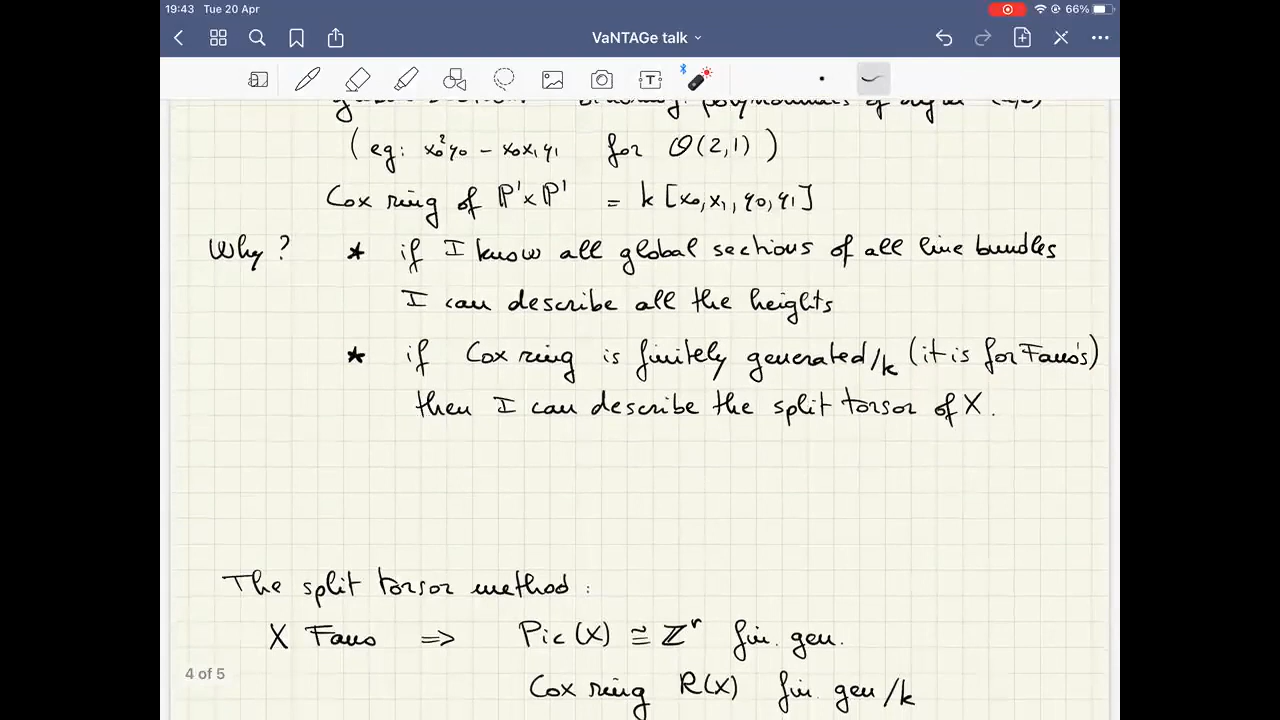 19:43 Tue 20 Apr
66%
VaNTAGe talk
polynomials of
(eg: x₀²y₀ - x₀x₁y₁ for O(2,1))
Cox ring of ℙ¹×ℙ¹ = k[x₀,x₁,y₀,y₁]
Why? * if I know all global sections of all line bundles
I can describe all the heights
* if Cox ring is finitely generated/k (it is for Fano's)
then I can describe the split torsor of X.
The split torsor method:
X Fano ⟹ Pic(X) ≅ ℤʳ fin. gen.
4 of 5
Cox ring R(X) fin. gen/k